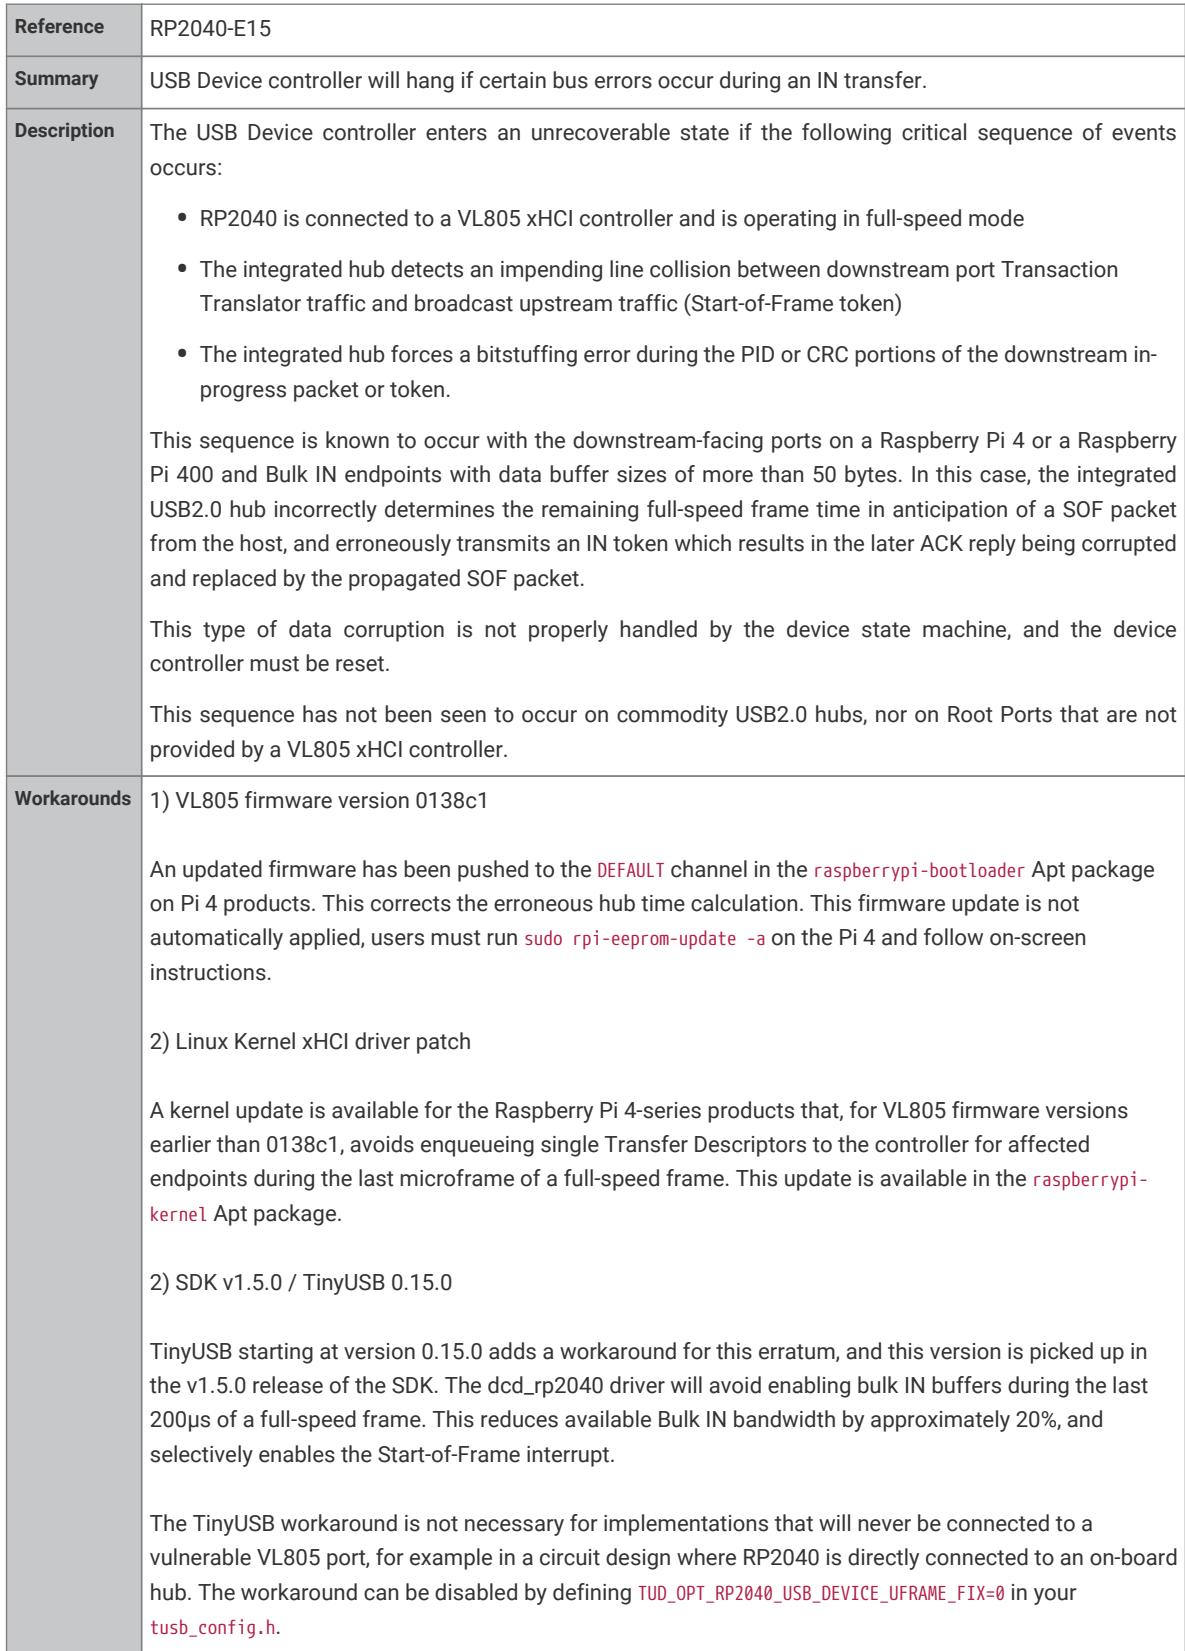 Reference RP2040-E15
Summary USB Device controller will hang if certain bus errors occur during an IN transfer.
Description The USB Device controller enters an unrecoverable state if the following critical sequence of events
occurs:
• RP2040 is connected to a VL805 xHCI controller and is operating in full-speed mode
• The integrated hub detects an impending line collision between downstream port Transaction
Translator traffic and broadcast upstream traffic (Start-of-Frame token)
• The integrated hub forces a bitstuffing error during the PID or CRC portions of the downstream in-
progress packet or token.
This sequence is known to occur with the downstream-facing ports on a Raspberry Pi 4 or a Raspberry
Pi 400 and Bulk IN endpoints with data buffer sizes of more than 50 bytes. In this case, the integrated
USB2.0 hub incorrectly determines the remaining full-speed frame time in anticipation of a SOF packet
from the host, and erroneously transmits an IN token which results in the later ACK reply being corrupted
and replaced by the propagated SOF packet.
This type of data corruption is not properly handled by the device state machine, and the device
controller must be reset.
This sequence has not been seen to occur on commodity USB2.0 hubs, nor on Root Ports that are not
provided by a VL805 xHCI controller.
Workarounds 1) VL805 firmware version 0138c1
An updated firmware has been pushed to the DEFAULT channel in the raspberrypi-bootloader Apt package
on Pi 4 products. This corrects the erroneous hub time calculation. This firmware update is not
automatically applied, users must run sudo rpi-eeprom-update -a on the Pi 4 and follow on-screen
instructions.
2) Linux Kernel xHCI driver patch
A kernel update is available for the Raspberry Pi 4-series products that, for VL805 firmware versions
earlier than 0138c1, avoids enqueueing single Transfer Descriptors to the controller for affected
endpoints during the last microframe of a full-speed frame. This update is available in the raspberrypi-
kernel Apt package.
2) SDK v1.5.0 / TinyUSB 0.15.0
TinyUSB starting at version 0.15.0 adds a workaround for this erratum, and this version is picked up in
the v1.5.0 release of the SDK. The dcd_rp2040 driver will avoid enabling bulk IN buffers during the last
200μs of a full-speed frame. This reduces available Bulk IN bandwidth by approximately 20%, and
selectively enables the Start-of-Frame interrupt.
The TinyUSB workaround is not necessary for implementations that will never be connected to a
vulnerable VL805 port, for example in a circuit design where RP2040 is directly connected to an on-board
hub. The workaround can be disabled by defining TUD_OPT_RP2040_USB_DEVICE_UFRAME_FIX=0 in your
tusb_config.h.